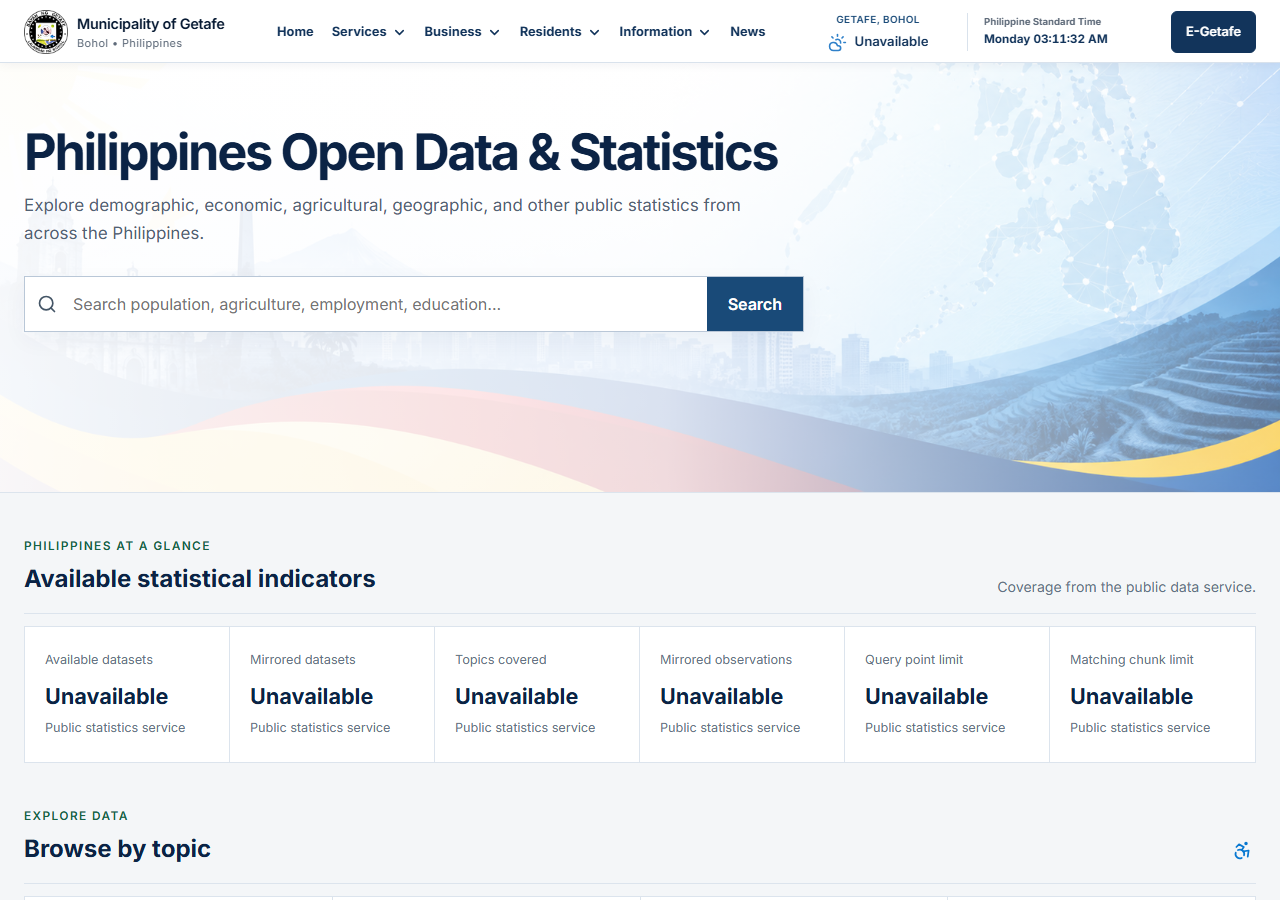 Municipality of Getafe
Bohol • Philippines
Home
Services
Business
Residents
Information
News
GETAFE, BOHOL
Unavailable
Philippine Standard Time
Monday 03:11:32 AM
E-Getafe
Philippines Open Data & Statistics
Explore demographic, economic, agricultural, geographic, and other public statistics from
across the Philippines.
Search population, agriculture, employment, education...
Search
PHILIPPINES AT A GLANCE
Available statistical indicators
Coverage from the public data service.
Available datasets
Unavailable
Public statistics service
Mirrored datasets
Unavailable
Public statistics service
Topics covered
Unavailable
Public statistics service
Mirrored observations
Unavailable
Public statistics service
Query point limit
Unavailable
Public statistics service
Matching chunk limit
Unavailable
Public statistics service
EXPLORE DATA
Browse by topic